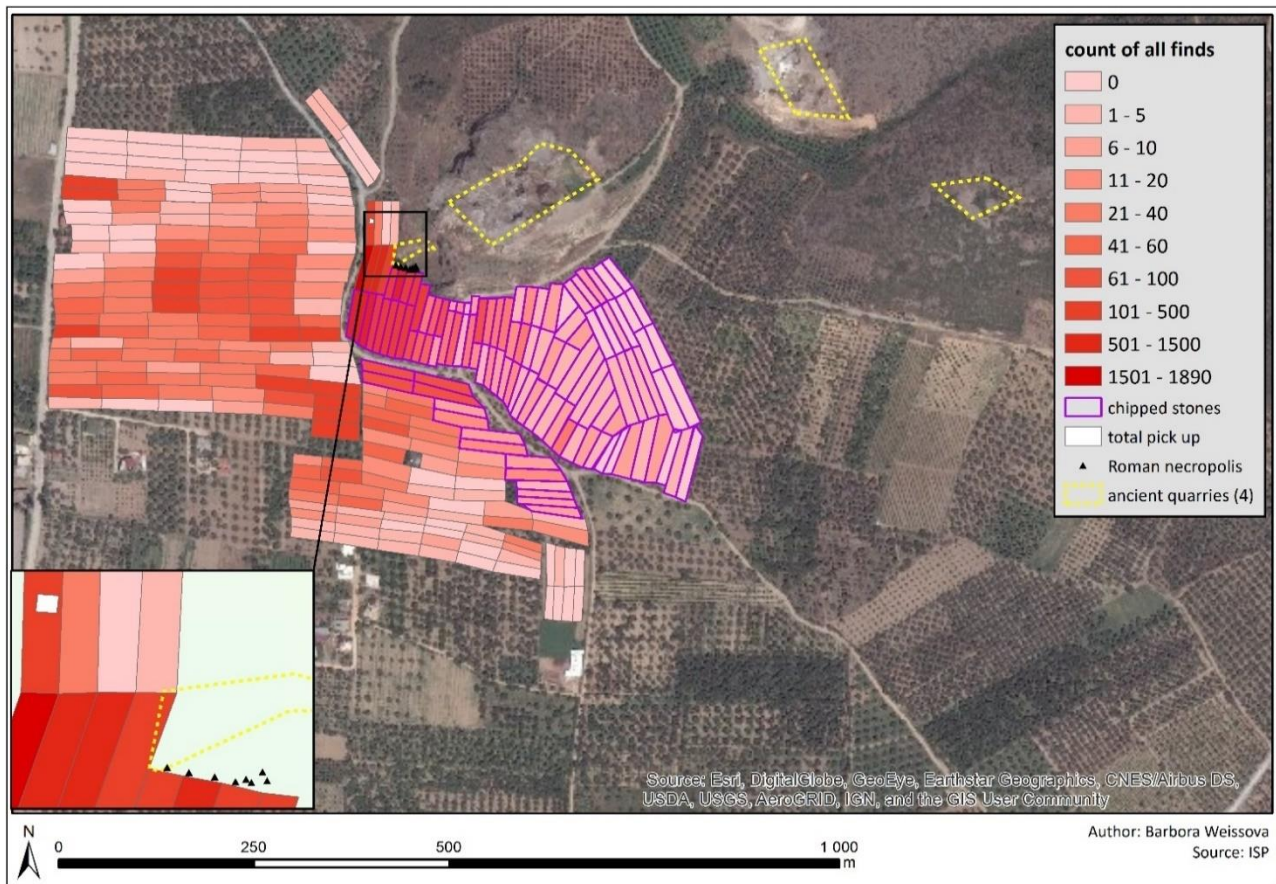 count of all finds
0
1 - 5
6 - 10
11 - 20
21 - 40
41 - 60
61 - 100
101 - 500
501 - 1500
1501 - 1890
chipped stones
total pick up
Roman necropolis
ancient quarries (4)
Source: Esri, DigitalGlobe, GeoEye, Earthstar Geographics, CNES/Airbus DS,
USDA, USGS, AeroGRID, IGN, and the GIS User Community
N
0 250 500 1 000
m
Author: Barbora Weissova
Source: ISP